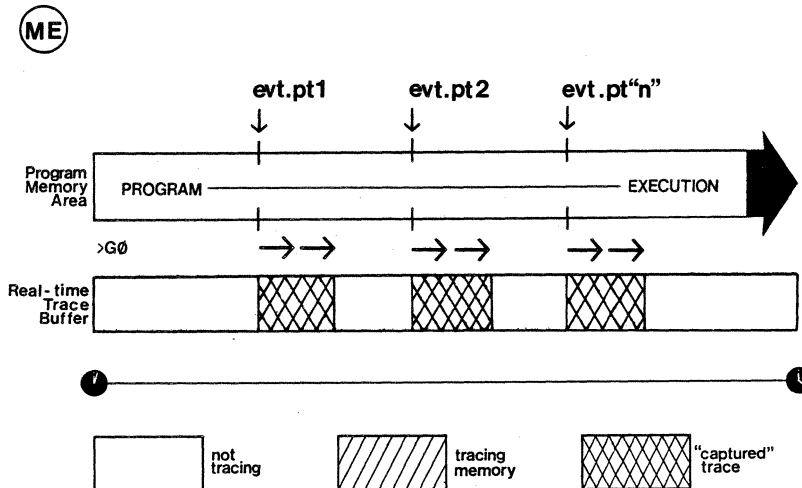 ME
evt.pt1 evt.pt2 evt.pt“n”
Program
Memory
Area
PROGRAM EXECUTION
>GØ
Real-time
Trace
Buffer
not
tracing
tracing
memory
"captured"
trace